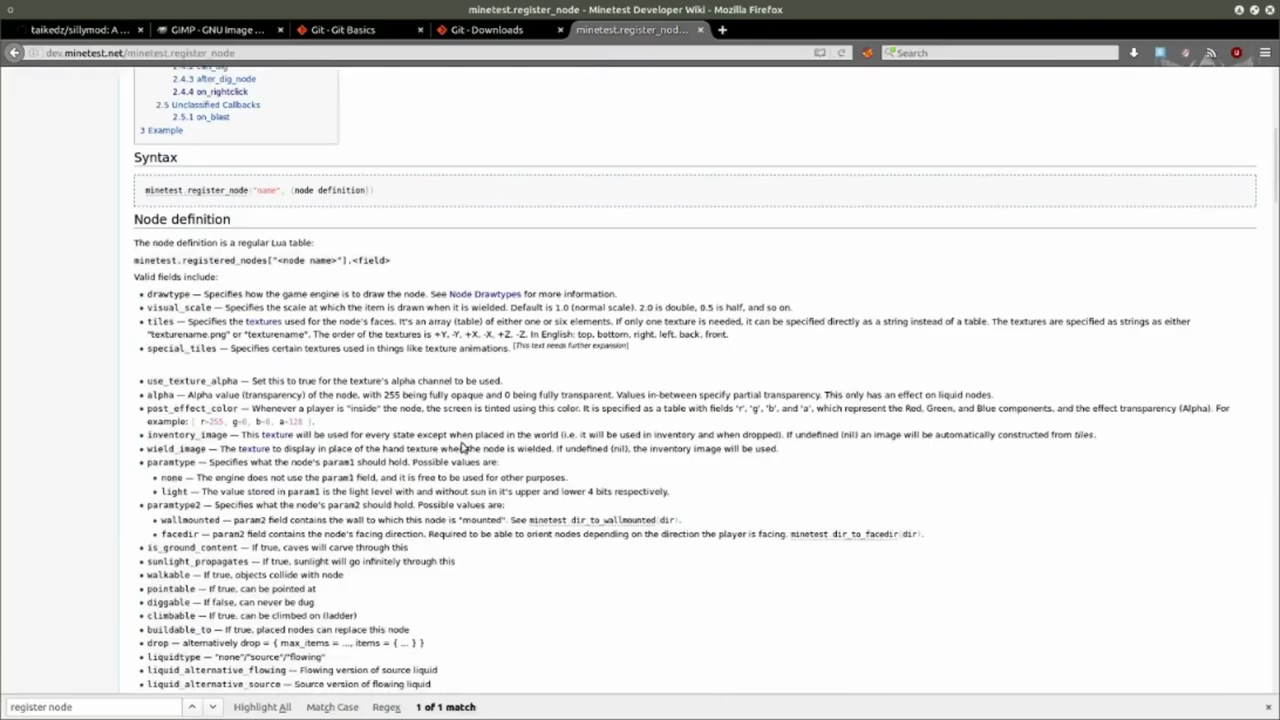 minetest.register_node - Minetest Developer Wiki - Mozilla Firefox
taikedz/sillymod: A ... ×
GIMP - GNU Image ... ×
Git - Git Basics ×
Git - Downloads ×
minetest.register_nod... ×
dev.minetest.net/minetest.register_node
Search
2.4.3 after_dig_node
2.4.4 on_rightclick
2.5 Unclassified Callbacks
2.5.1 on_blast
3 Example
Syntax
minetest.register_node("name", {node definition})
Node definition
The node definition is a regular Lua table:
minetest.registered_nodes["<node name>"].<field>
Valid fields include:
• drawtype — Specifies how the game engine is to draw the node. See Node Drawtypes for more information.
• visual_scale — Specifies the scale at which the item is drawn when it is wielded. Default is 1.0 (normal scale). 2.0 is double, 0.5 is half, and so on.
• tiles — Specifies the textures used for the node's faces. It's an array (table) of either one or six elements. If only one texture is needed, it can be specified directly as a string instead of a table. The textures are specified as strings as either
"texturename.png" or "texturename". The order of the textures is +Y, -Y, +X, -X, +Z, -Z. In English: top, bottom, right, left, back, front.
• special_tiles — Specifies certain textures used in things like texture animations. [This text needs further expansion]
• use_texture_alpha — Set this to true for the texture's alpha channel to be used.
• alpha — Alpha value (transparency) of the node, with 255 being fully opaque and 0 being fully transparent. Values in-between specify partial transparency. This only has an effect on liquid nodes.
• post_effect_color — Whenever a player is "inside" the node, the screen is tinted using this color. It is specified as a table with fields 'r', 'g', 'b', and 'a', which represent the Red, Green, and Blue components, and the effect transparency (Alpha). For
example: { r=255, g=0, b=0, a=128 }.
• inventory_image — This texture will be used for every state except when placed in the world (i.e. it will be used in inventory and when dropped). If undefined (nil) an image will be automatically constructed from tiles.
• wield_image — The texture to display in place of the hand texture when the node is wielded. If undefined (nil), the inventory image will be used.
• paramtype — Specifies what the node's param1 should hold. Possible values are:
• none — The engine does not use the param1 field, and it is free to be used for other purposes.
• light — The value stored in param1 is the light level with and without sun in it's upper and lower 4 bits respectively.
• paramtype2 — Specifies what the node's param2 should hold. Possible values are:
• wallmounted — param2 field contains the wall to which this node is "mounted". See minetest.dir_to_wallmounted(dir).
• facedir — param2 field contains the node's facing direction. Required to be able to orient nodes depending on the direction the player is facing. minetest.dir_to_facedir(dir).
• is_ground_content — If true, caves will carve through this
• sunlight_propagates — If true, sunlight will go infinitely through this
• walkable — If true, objects collide with node
• pointable — If true, can be pointed at
• diggable — If false, can never be dug
• climbable — If true, can be climbed on (ladder)
• buildable_to — If true, placed nodes can replace this node
• drop — alternatively drop = { max_items = ..., items = { ... } }
• liquidtype — "none"/"source"/"flowing"
• liquid_alternative_flowing — Flowing version of source liquid
• liquid_alternative_source — Source version of flowing liquid
register node
Highlight All
Match Case
Regex
1 of 1 match